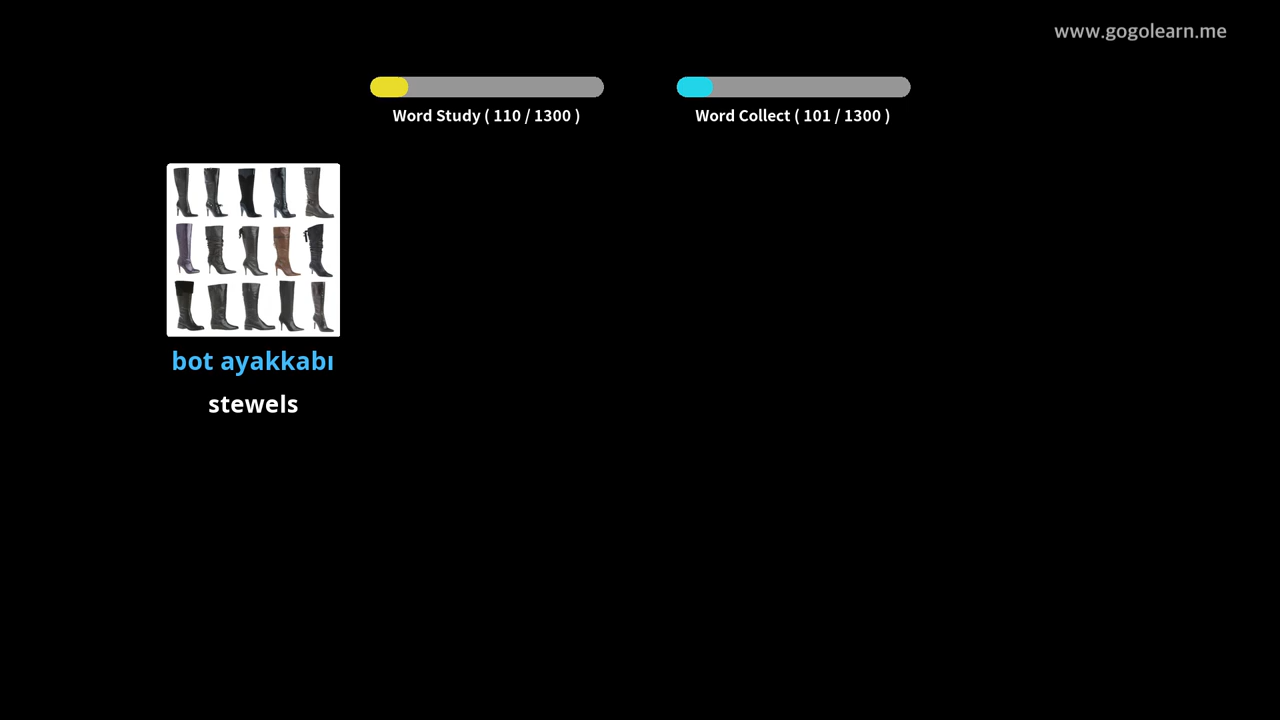 www.gogolearn.me
Word Study ( 110 / 1300 )
Word Collect ( 101 / 1300 )
bot ayakkabı
stewels